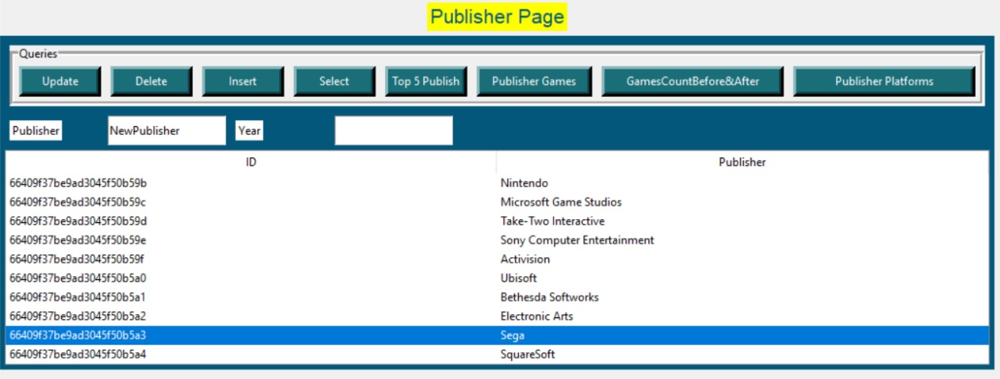 Publisher Page
Queries
Update Delete Insert Select Top 5 Publish Publisher Games GamesCountBefore&After Publisher Platforms
Publisher NewPublisher Year
ID Publisher
66409f37be9ad3045f50b59b Nintendo
66409f37be9ad3045f50b59c Microsoft Game Studios
66409f37be9ad3045f50b59d Take-Two Interactive
66409f37be9ad3045f50b59e Sony Computer Entertainment
66409f37be9ad3045f50b59f Activision
66409f37be9ad3045f50b5a0 Ubisoft
66409f37be9ad3045f50b5a1 Bethesda Softworks
66409f37be9ad3045f50b5a2 Electronic Arts
66409f37be9ad3045f50b5a3 Sega
66409f37be9ad3045f50b5a4 SquareSoft